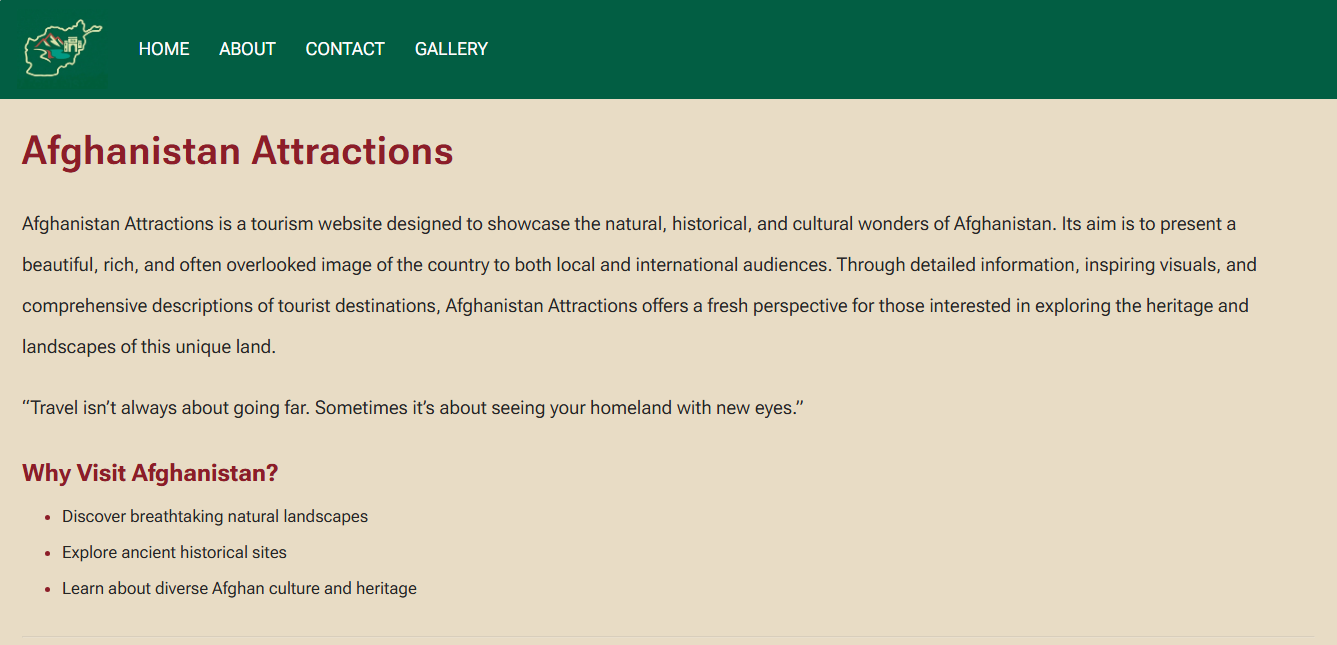 HOME ABOUT CONTACT GALLERY
Afghanistan Attractions
Afghanistan Attractions is a tourism website designed to showcase the natural, historical, and cultural wonders of Afghanistan. Its aim is to present a
beautiful, rich, and often overlooked image of the country to both local and international audiences. Through detailed information, inspiring visuals, and
comprehensive descriptions of tourist destinations, Afghanistan Attractions offers a fresh perspective for those interested in exploring the heritage and
landscapes of this unique land.
“Travel isn’t always about going far. Sometimes it’s about seeing your homeland with new eyes.”
Why Visit Afghanistan?
• Discover breathtaking natural landscapes
• Explore ancient historical sites
• Learn about diverse Afghan culture and heritage